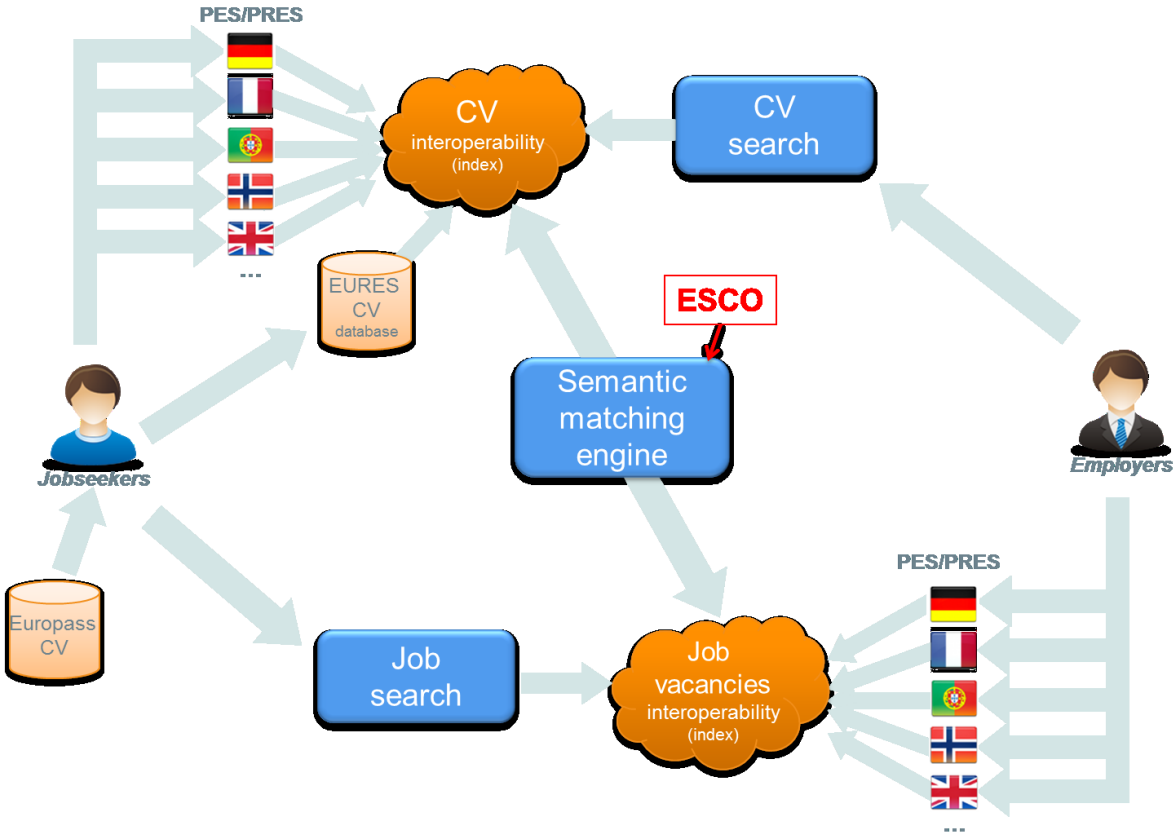 PES/PRES
CV
interoperability
(index)
CV
search
...
EURES
CV
database
ESCO
Semantic
matching
engine
Jobseekers
Employers
Europass
CV
PES/PRES
Job
search
Job
vacancies
interoperability
(index)
...